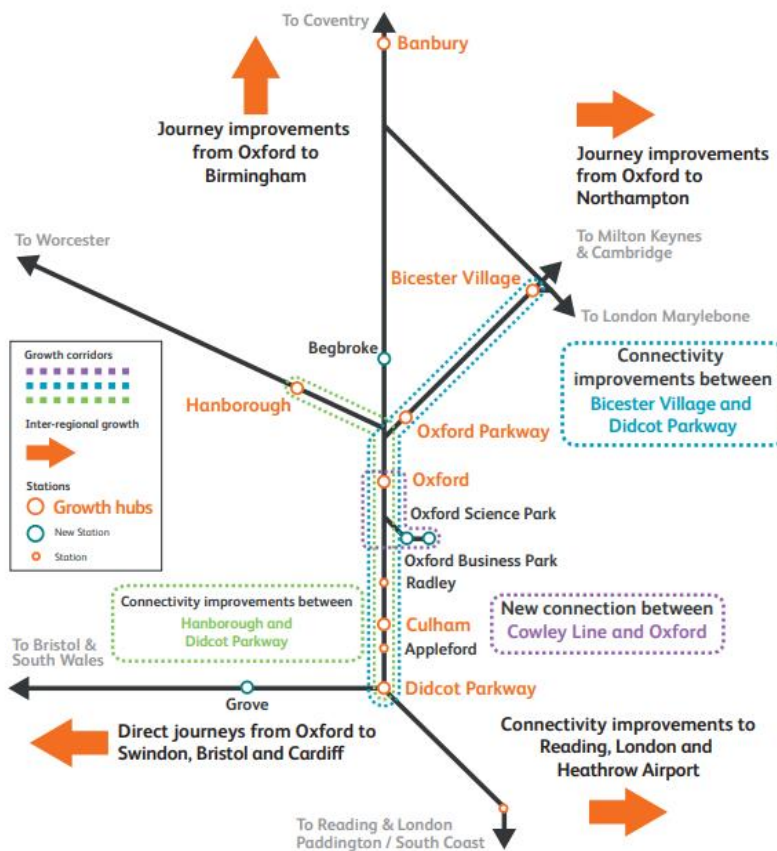 To Coventry
Banbury
Journey improvements
from Oxford to
Birmingham
Journey improvements
from Oxford to
Northampton
To Worcester
To Milton Keynes
& Cambridge
Bicester Village
To London Marylebone
Begbroke
Growth corridors
Inter-regional growth
Stations
Growth hubs
New Station
Station
Hanborough
Oxford Parkway
Connectivity
improvements between
Bicester Village and
Didcot Parkway
Oxford
Oxford Science Park
Oxford Business Park
Radley
Connectivity improvements between
Hanborough and
Didcot Parkway
Culham
Appleford
New connection between
Cowley Line and Oxford
To Bristol &
South Wales
Didcot Parkway
Grove
Direct journeys from Oxford to
Swindon, Bristol and Cardiff
Connectivity improvements to
Reading, London and
Heathrow Airport
To Reading & London
Paddington / South Coast